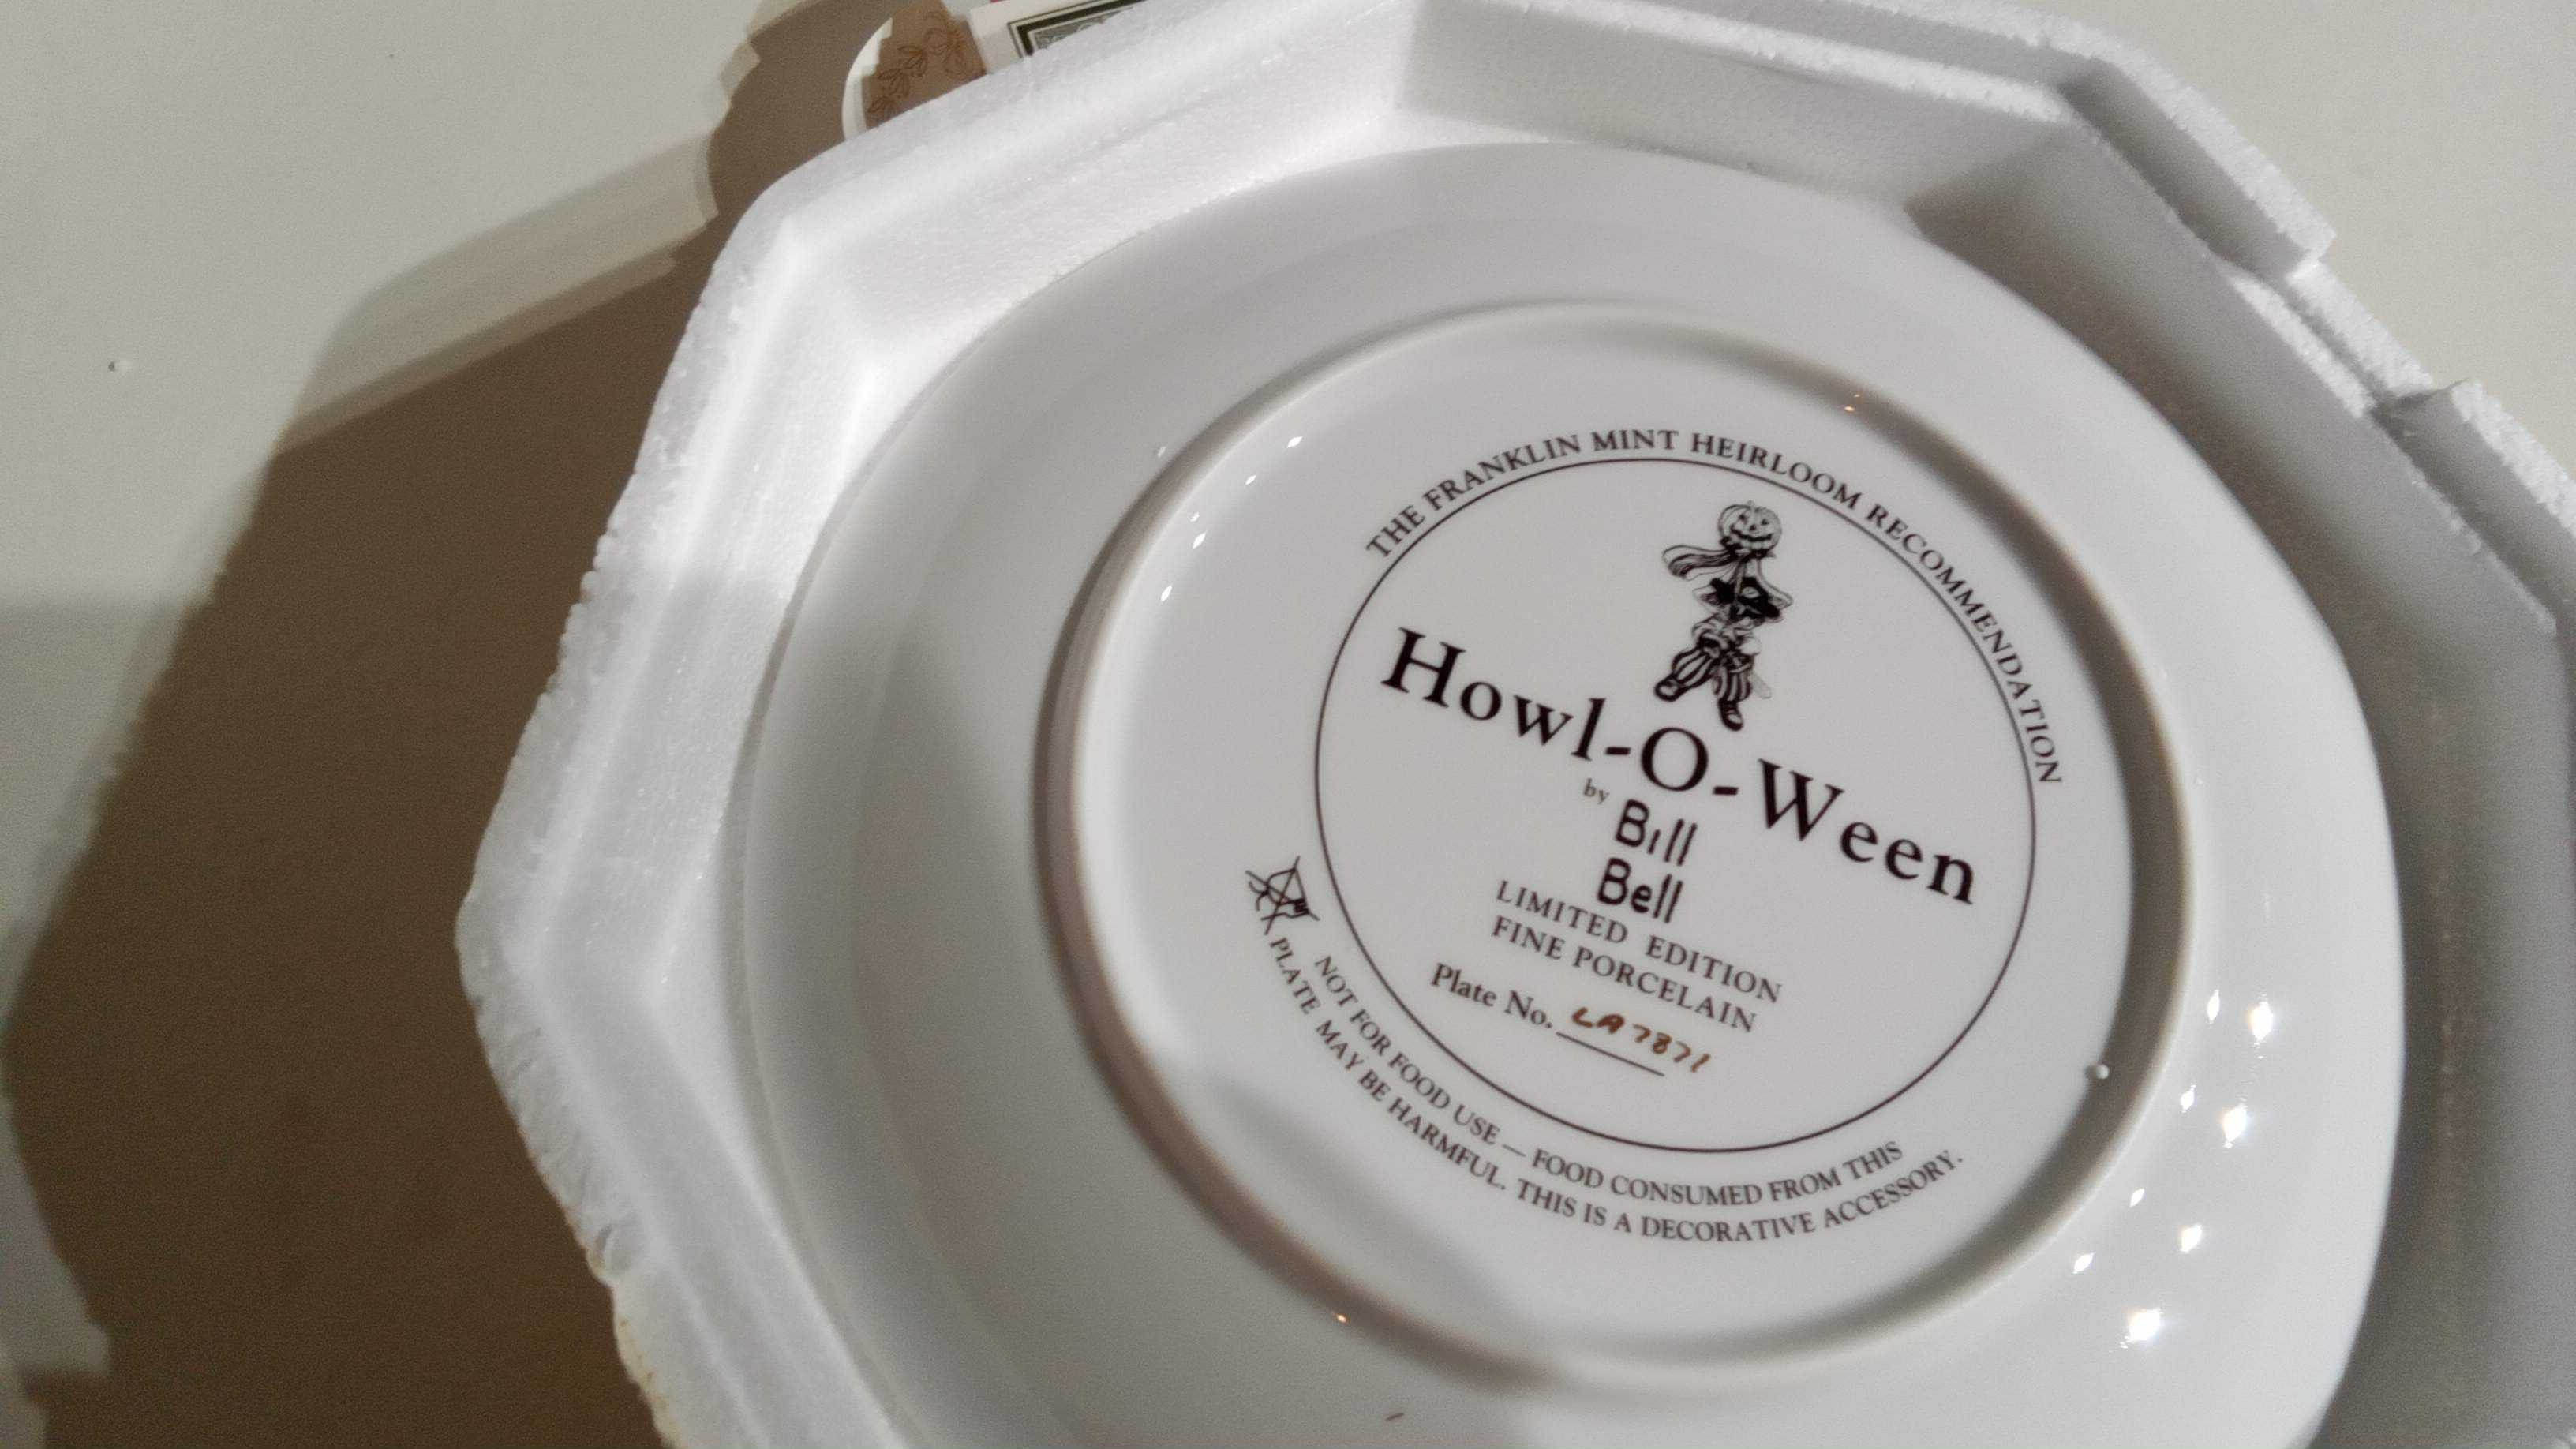 THE FRANKLIN MINT HEIRLOOM RECOMMENDATION
Howl-O-Ween
by
Bill
Bell
LIMITED EDITION
FINE PORCELAIN
Plate No. LA7871
NOT FOR FOOD USE — FOOD CONSUMED FROM THIS
PLATE MAY BE HARMFUL. THIS IS A DECORATIVE ACCESSORY.